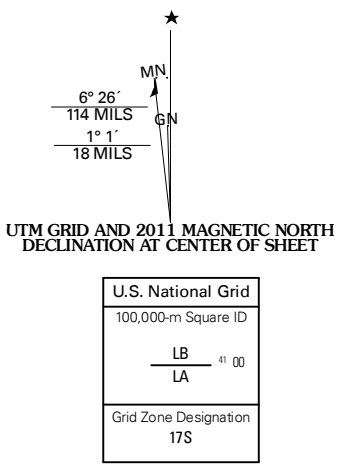 ★
MN.
6° 26´
114 MILS
GN
1° 1´
18 MILS
UTM GRID AND 2011 MAGNETIC NORTH
DECLINATION AT CENTER OF SHEET
U.S. National Grid
100,000-m Square ID
LB
41 00
LA
Grid Zone Designation
17S